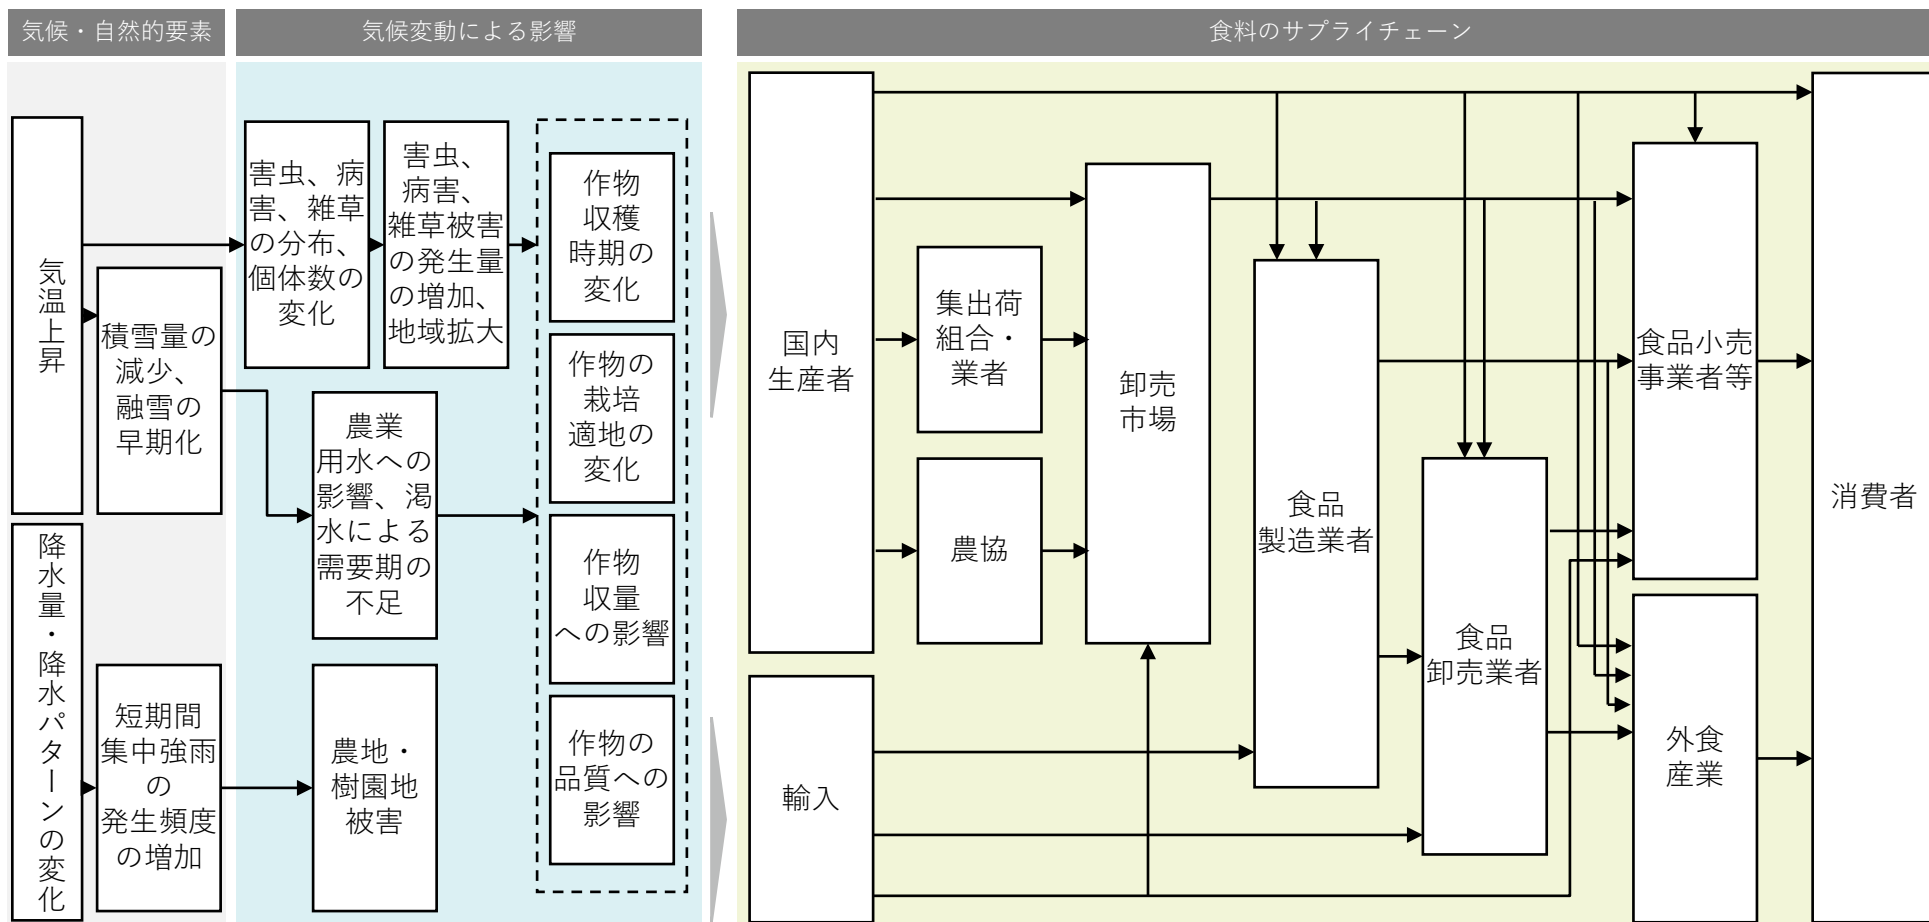 気候・自然的要素
気候変動による影響
食料のサプライチェーン
気温上昇
積雪量の
減少、
融雪の
早期化
降水量・降水パターンの変化
短期間
集中強雨
の
発生頻度
の増加
害虫、病
害、雑草
の分布、
個体数の
変化
害虫、
病害、
雑草被害
の発生量
の増加、
地域拡大
農業
用水への
影響、渇
水による
需要期の
不足
農地・
樹園地
被害
作物
収穫
時期の
変化
作物の
栽培
適地の
変化
作物
収量
への影響
作物の
品質への
影響
国内
生産者
輸入
集出荷
組合・
業者
農協
卸売
市場
食品
製造業者
食品
卸売業者
食品小売
事業者等
外食
産業
消費者